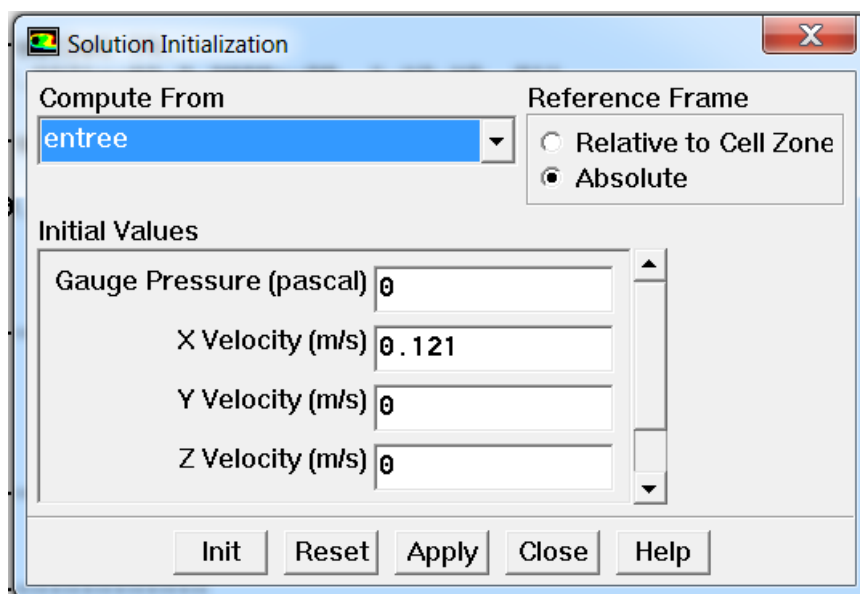 Solution Initialization
X
Compute From
Reference Frame
entree
Relative to Cell Zone
Absolute
Initial Values
Gauge Pressure (pascal) 0
X Velocity (m/s) 0.121
Y Velocity (m/s) 0
Z Velocity (m/s) 0
Init Reset Apply Close Help